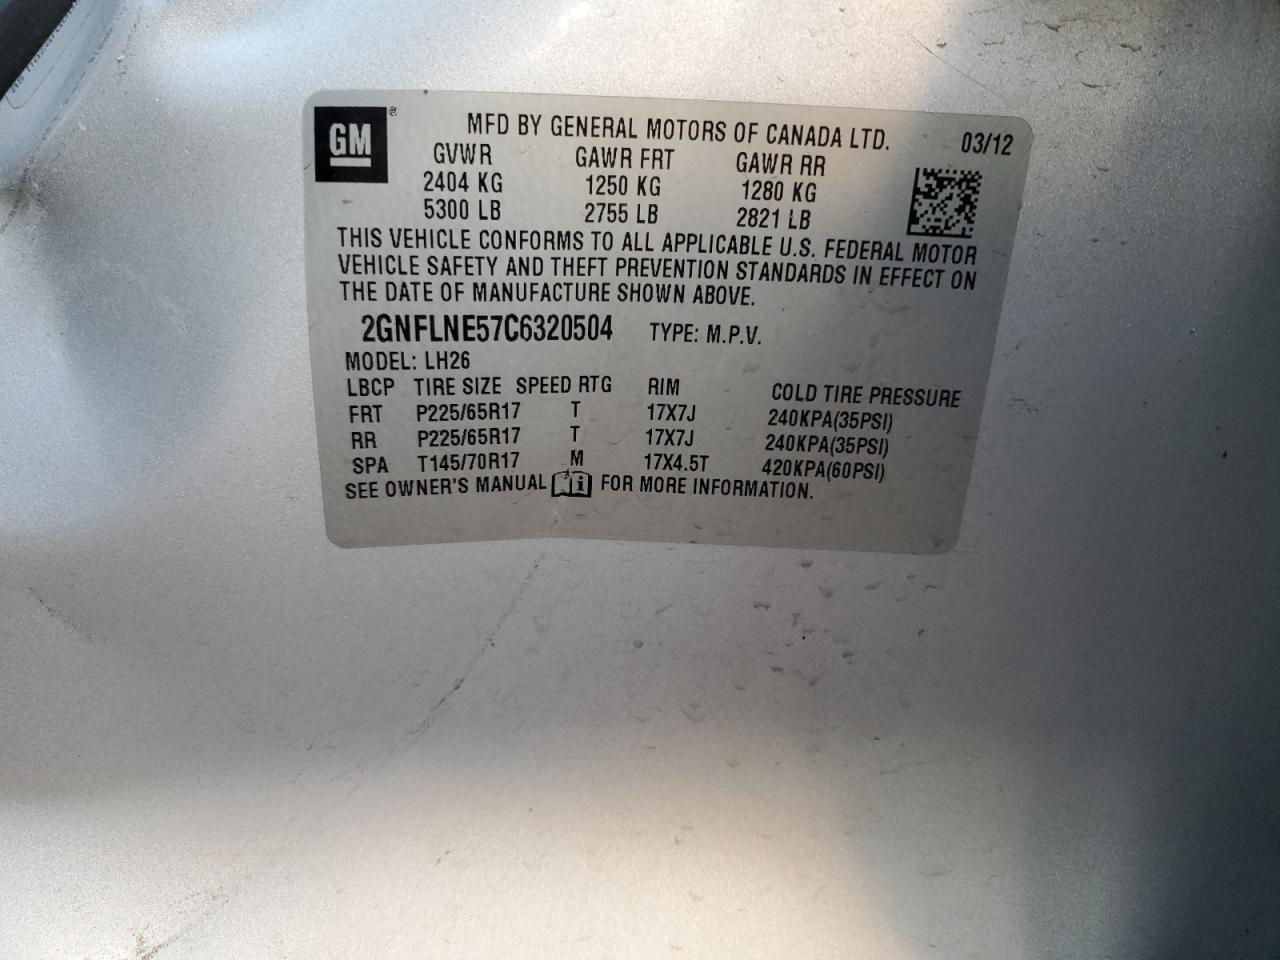 GM ®
MFD BY GENERAL MOTORS OF CANADA LTD. 03/12
GVWR GAWR FRT GAWR RR
2404 KG 1250 KG 1280 KG
5300 LB 2755 LB 2821 LB
THIS VEHICLE CONFORMS TO ALL APPLICABLE U.S. FEDERAL MOTOR
VEHICLE SAFETY AND THEFT PREVENTION STANDARDS IN EFFECT ON
THE DATE OF MANUFACTURE SHOWN ABOVE.
2GNFLNE57C6320504 TYPE: M.P.V.
MODEL: LH26
LBCP TIRE SIZE SPEED RTG RIM COLD TIRE PRESSURE
FRT P225/65R17 T 17X7J 240KPA(35PSI)
RR P225/65R17 T 17X7J 240KPA(35PSI)
SPA T145/70R17 M 17X4.5T 420KPA(60PSI)
SEE OWNER'S MANUAL FOR MORE INFORMATION.